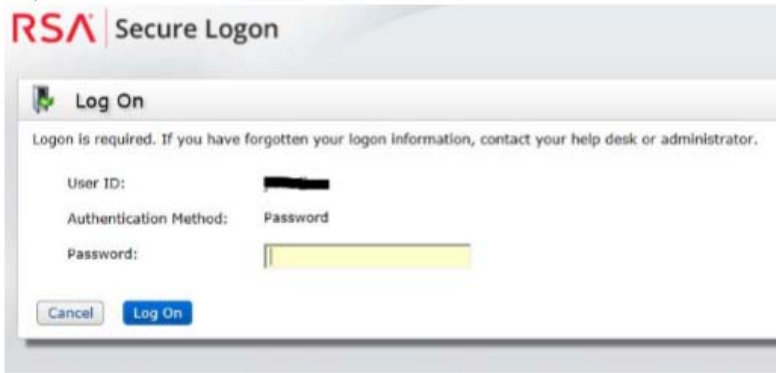 RSA Secure Logon
Log On
Logon is required. If you have forgotten your logon information, contact your help desk or administrator.
User ID:
Authentication Method: Password
Password:
Cancel Log On